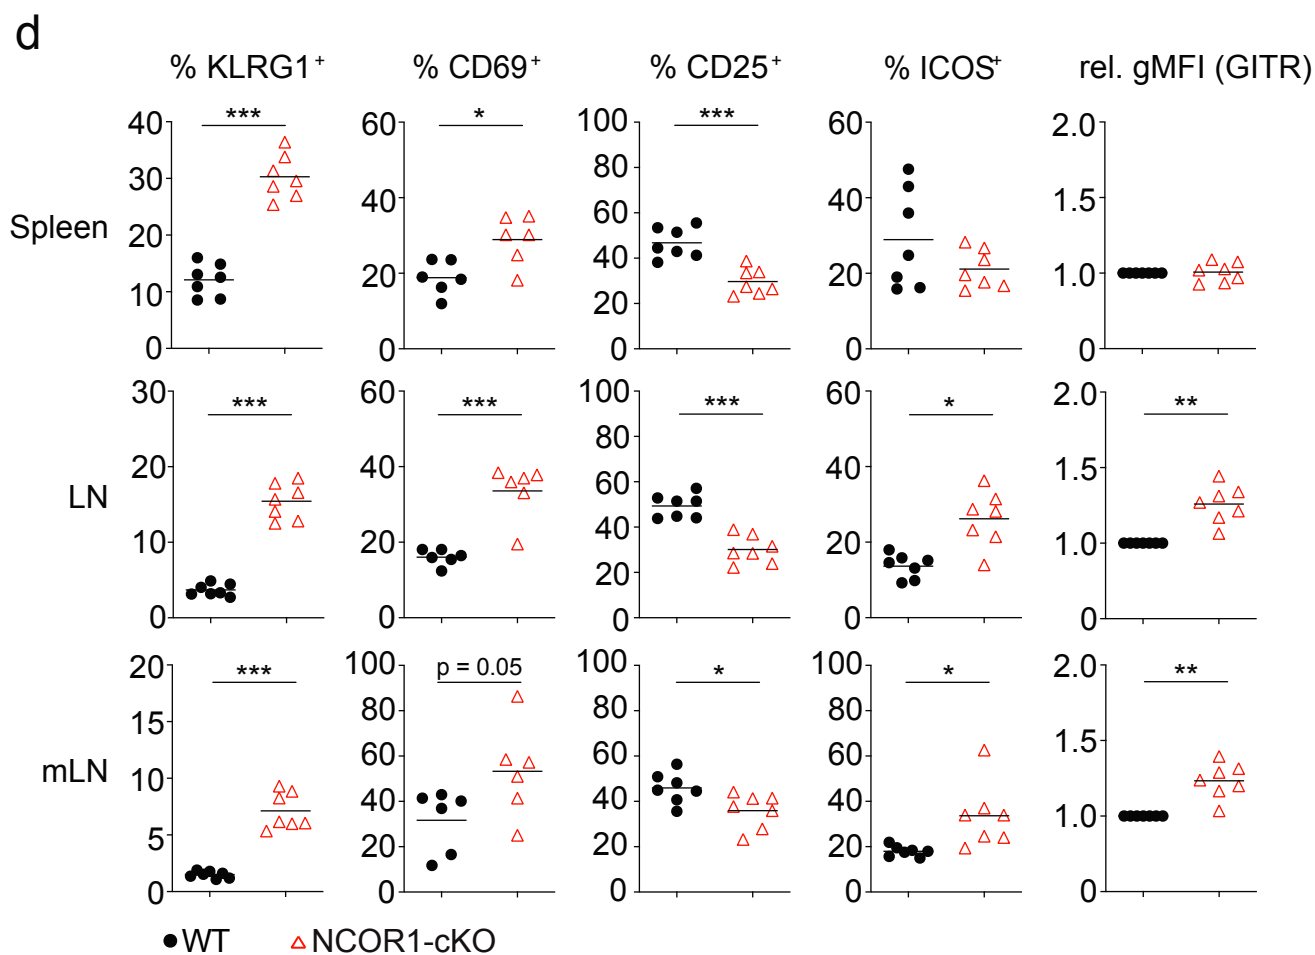 d
% KLRG1+ % CD69+ % CD25+ % ICOS+ rel. gMFI (GITR)
Spleen
40 30 20 10 0
***
60 40 20 0
*
100 80 60 40 20 0
***
60 40 20 0
2.0 1.5 1.0 0
LN
30 20 10 0
***
60 40 20 0
***
100 80 60 40 20 0
***
60 40 20 0
*
2.0 1.5 1.0 0
**
mLN
20 15 10 5 0
***
100 80 60 40 20 0
p = 0.05
100 80 60 40 20 0
*
100 80 60 40 20 0
*
2.0 1.5 1.0 0
**
WT NCOR1-cKO